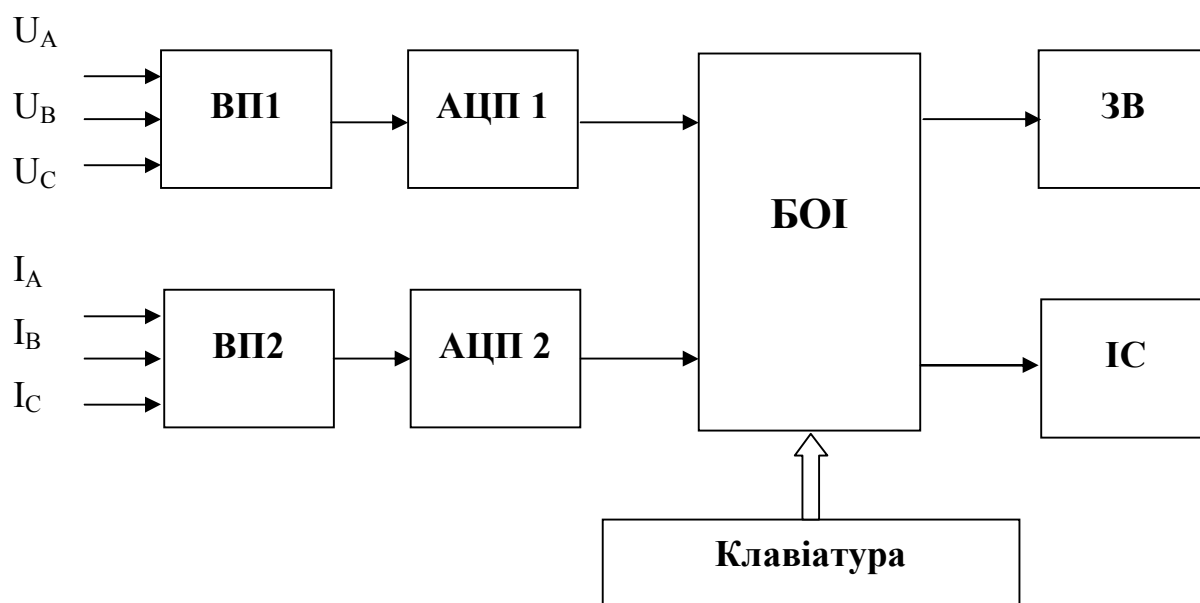 U_A
U_B
U_C
ВП1
АЦП 1
БОІ
ЗВ
I_A
I_B
I_C
ВП2
АЦП 2
ІС
Клавіатура